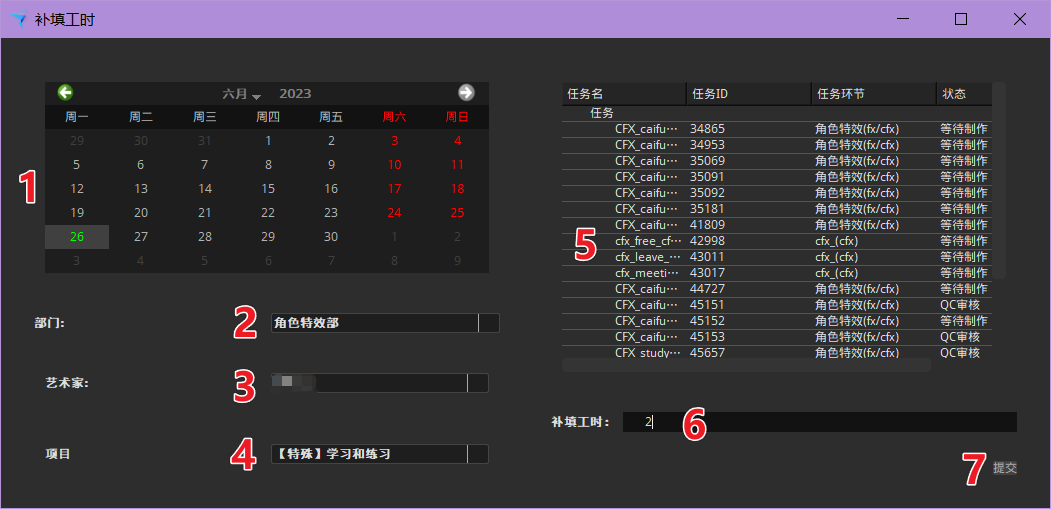 补填工时
六月 2023
周一 周二 周三 周四 周五 周六 周日
29 30 31 1 2 3 4
5 6 7 8 9 10 11
12 13 14 15 16 17 18
19 20 21 22 23 24 25
26 27 28 29 30 1 2
3 4 5 6 7 8 9
1
部门: 2 角色特效部
艺术家: 3
项目 4 【特殊】学习和练习
任务名 任务ID 任务环节 状态
任务
CFX_caifu… 34865 角色特效(fx/cfx) 等待制作
CFX_caifu… 34953 角色特效(fx/cfx) 等待制作
CFX_caifu… 35069 角色特效(fx/cfx) 等待制作
CFX_caifu… 35091 角色特效(fx/cfx) 等待制作
CFX_caifu… 35092 角色特效(fx/cfx) 等待制作
CFX_caifu… 35181 角色特效(fx/cfx) 等待制作
CFX_caifu… 41809 角色特效(fx/cfx) 等待制作
cfx_free_cf… 42998 cfx_(cfx) 等待制作
cfx_leave_… 43011 cfx_(cfx) 等待制作
cfx_meeti… 43017 cfx_(cfx) 等待制作
CFX_caifu… 44727 角色特效(fx/cfx) 等待制作
CFX_caifu… 45151 角色特效(fx/cfx) QC审核
CFX_caifu… 45152 角色特效(fx/cfx) 等待制作
CFX_caifu… 45153 角色特效(fx/cfx) QC审核
CFX_study… 45657 角色特效(fx/cfx) QC审核
5
补填工时: 2 6
7 提交